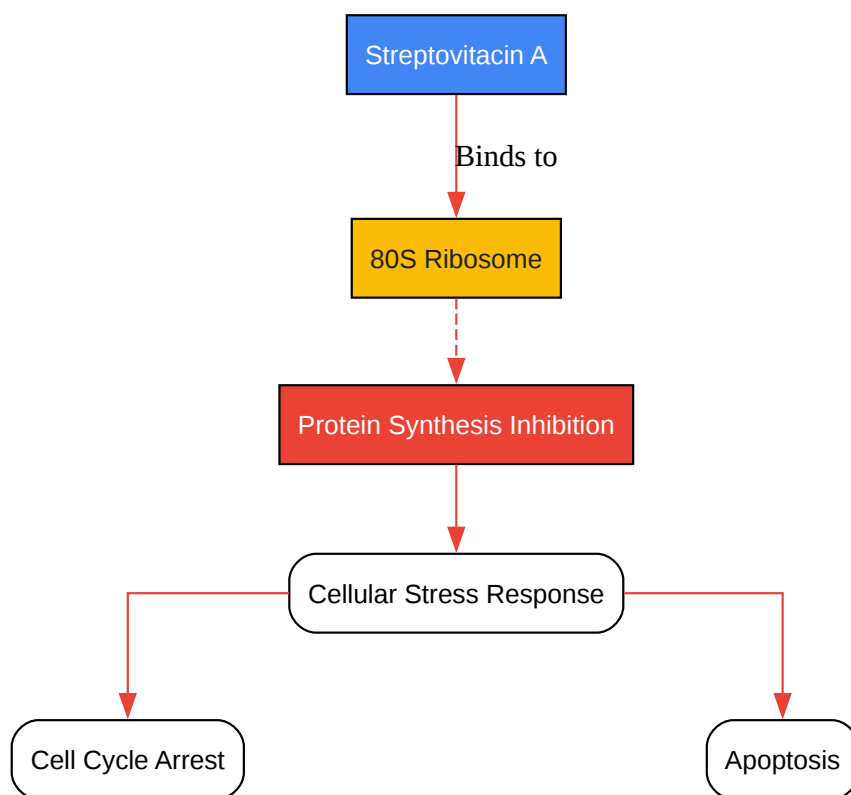 Streptovitacin A
Binds to
80S Ribosome
Protein Synthesis Inhibition
Cellular Stress Response
Cell Cycle Arrest
Apoptosis